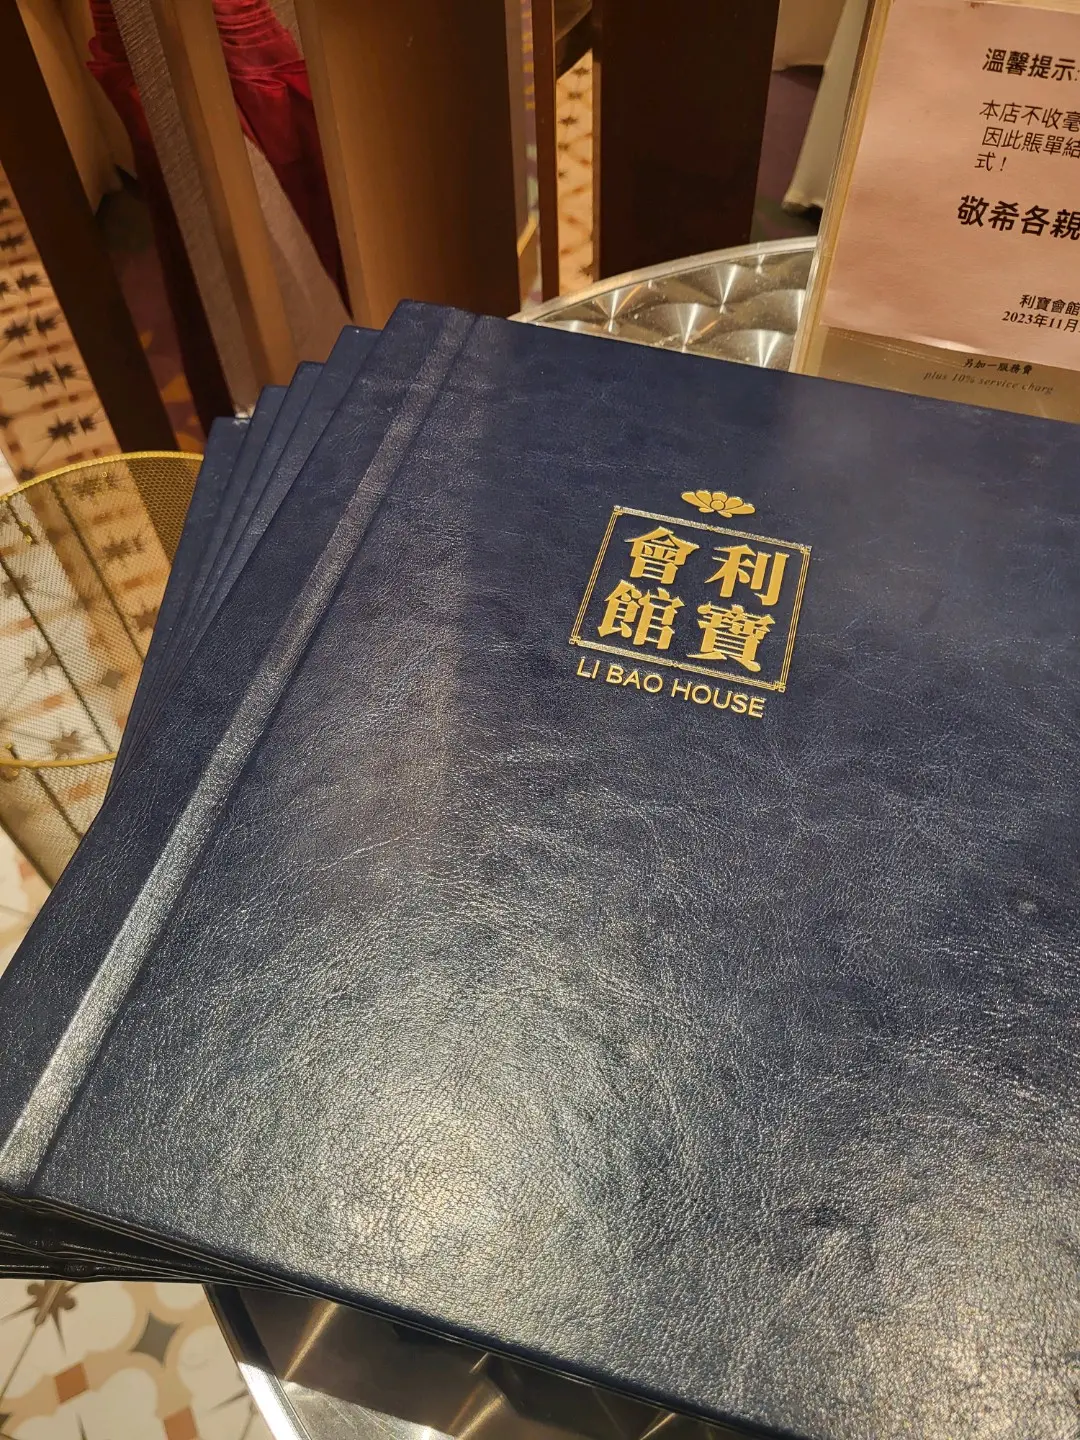 溫馨提示:
本店不收毫
因此賬單結
式！
敬希各親
利寶會館
2023年11月
另加一服務費
plus 10% service charg
利寶
會館
LI BAO HOUSE